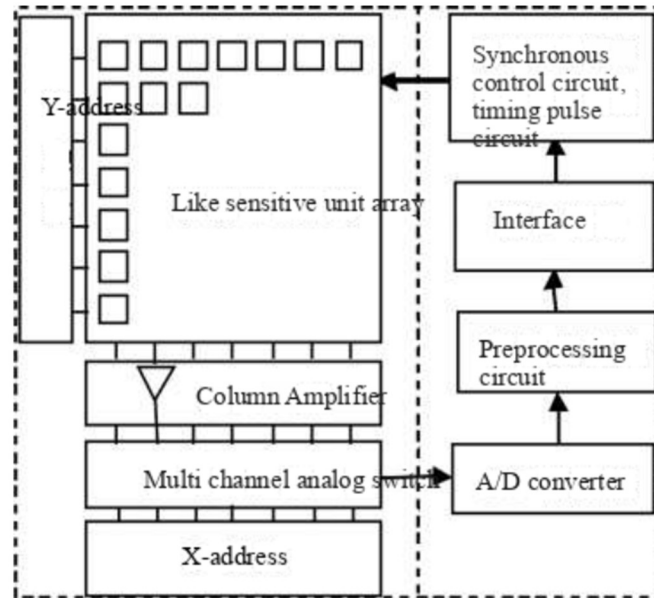 Y-address
Like sensitive unit array
Column Amplifier
Multi channel analog switch
X-address
Synchronous
control circuit,
timing pulse
circuit
Interface
Preprocessing
circuit
A/D converter